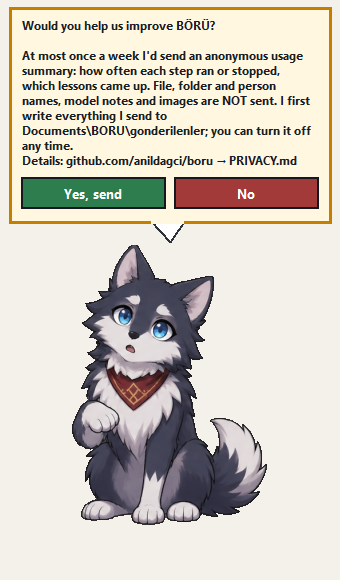 Would you help us improve BÖRÜ?
At most once a week I'd send an anonymous usage
summary: how often each step ran or stopped,
which lessons came up. File, folder and person
names, model notes and images are NOT sent. I first
write everything I send to
Documents\BORU\gonderilenler; you can turn it off
any time.
Details: github.com/anildagci/boru → PRIVACY.md
Yes, send
No